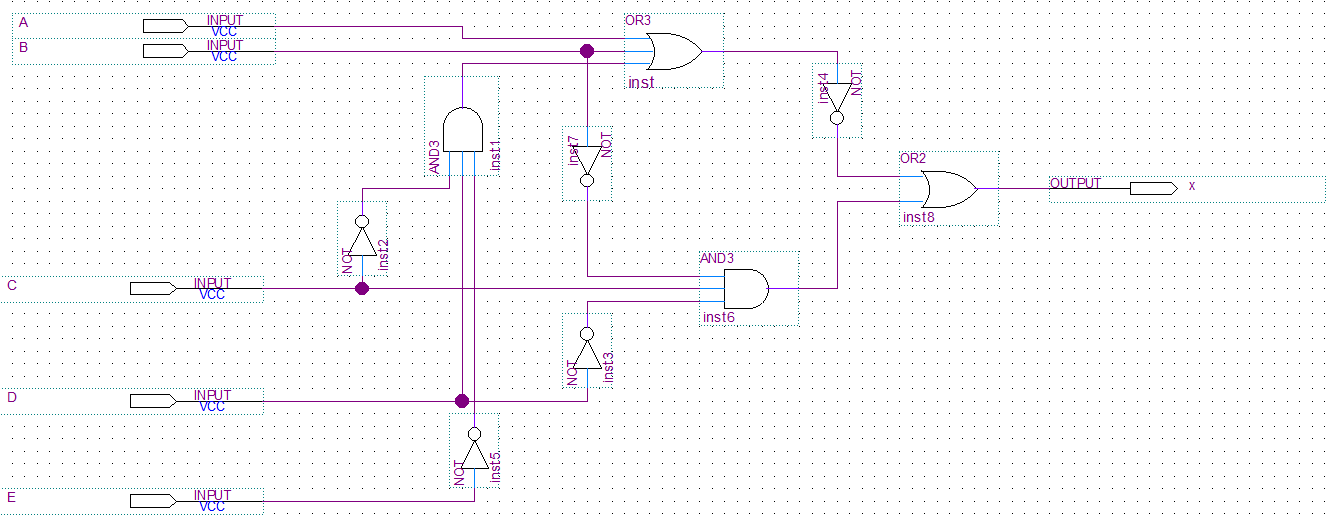 A
INPUT
VCC
B
INPUT
VCC
OR3
inst
inst4
NOT
AND3
inst1
inst7
NOT
OR2
inst8
OUTPUT
x
NOT
inst2
AND3
inst6
C
INPUT
VCC
NOT
inst3
D
INPUT
VCC
NOT
inst5
E
INPUT
VCC